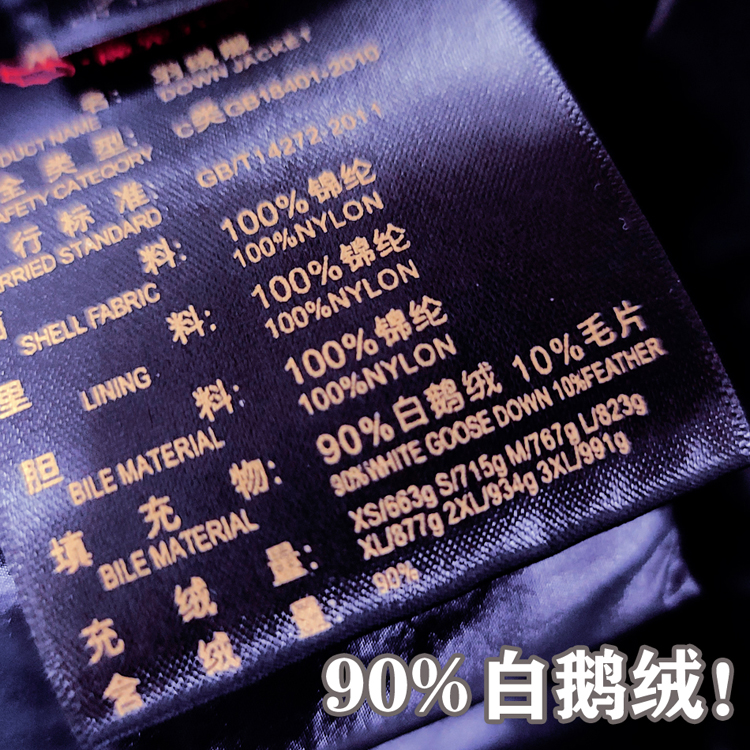 名: 羽绒服
DUCT NAME DOWN JACKET
全类型: C类GB18401-2010
AFETY CATEGORY
行标准 GB/T14272-2011
RRIED STANDARD
料: 100%锦纶
SHELL FABRIC 100%NYLON
里 料: 100%锦纶
LINING 100%NYLON
胆 料: 100%锦纶
BILE MATERIAL 100%NYLON
填充物: 90%白鹅绒 10%毛片
BILE MATERIAL 90%WHITE GOOSE DOWN 10%FEATHER
充绒量: XS/663g S/715g M/767g L/823g
XL/877g 2XL/934g 3XL/991g
含绒量: 90%
90%白鹅绒!